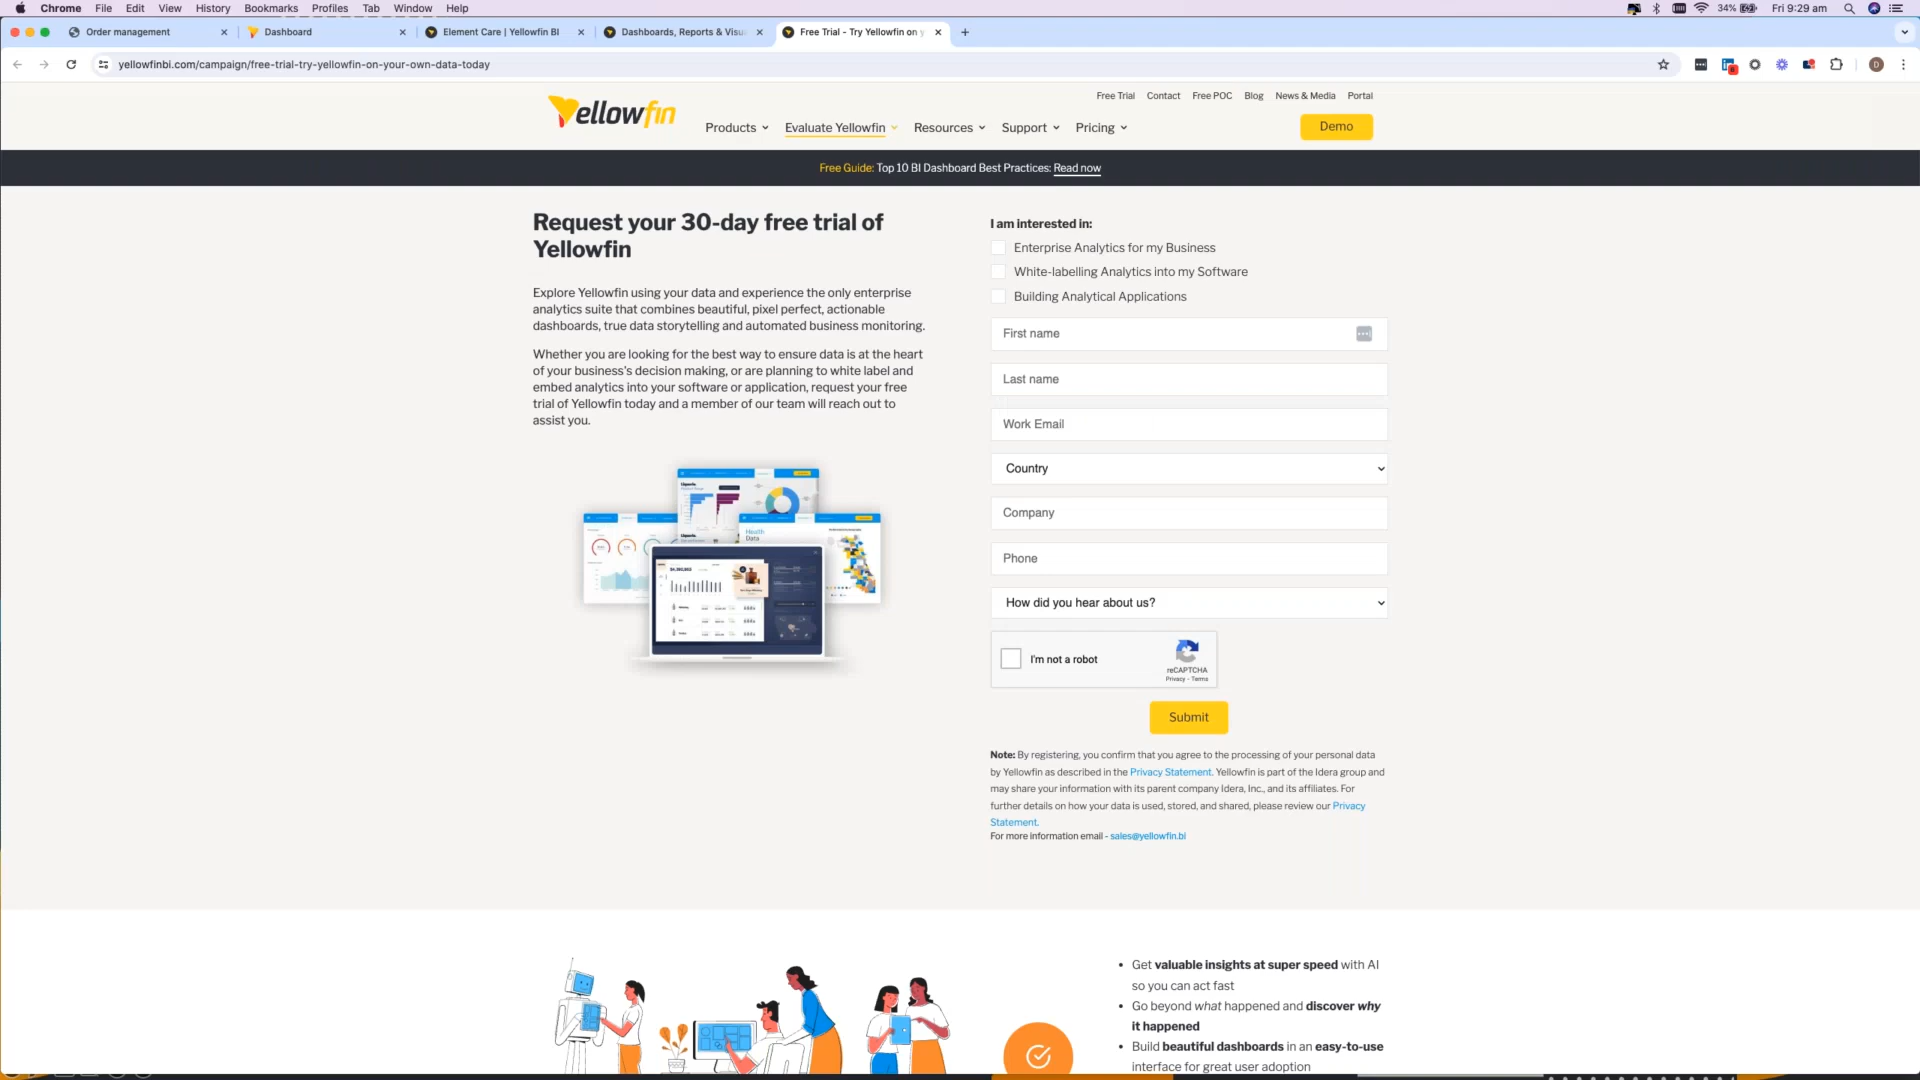 Chrome File Edit View History Bookmarks Profiles Tab Window Help
34% Fri 9:29 am
Order management
Dashboard
Element Care | Yellowfin BI
Dashboards, Reports & Visu
Free Trial - Try Yellowfin on y
yellowfinbi.com/campaign/free-trial-try-yellowfin-on-your-own-data-today
Yellowfin
Free Trial Contact Free POC Blog News & Media Portal
Products Evaluate Yellowfin Resources Support Pricing
Demo
Free Guide: Top 10 BI Dashboard Best Practices: Read now
Request your 30-day free trial of
Yellowfin
Explore Yellowfin using your data and experience the only enterprise
analytics suite that combines beautiful, pixel perfect, actionable
dashboards, true data storytelling and automated business monitoring.
Whether you are looking for the best way to ensure data is at the heart
of your business's decision making, or are planning to white label and
embed analytics into your software or application, request your free
trial of Yellowfin today and a member of our team will reach out to
assist you.
Health
Data
I am interested in:
Enterprise Analytics for my Business
White-labelling Analytics into my Software
Building Analytical Applications
First name
Last name
Work Email
Country
Company
Phone
How did you hear about us?
I'm not a robot
reCAPTCHA
Privacy - Terms
Submit
Note: By registering, you confirm that you agree to the processing of your personal data
by Yellowfin as described in the Privacy Statement. Yellowfin is part of the Idera group and
may share your information with its parent company Idera, Inc., and its affiliates. For
further details on how your data is used, stored, and shared, please review our Privacy
Statement.
For more information email - sales@yellowfin.bi
• Get valuable insights at super speed with AI
so you can act fast
• Go beyond what happened and discover why
it happened
• Build beautiful dashboards in an easy-to-use
interface for great user adoption